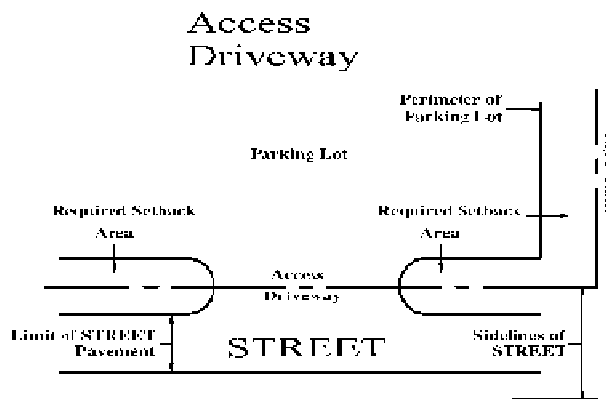 Access
Driveway
Perimeter of
Parking Lot
Parking Lot
Required Setback
Area
Required Setback
Area
Access
Driveway
Limit of STREET
Pavement
STREET
Sidelines of
STREET